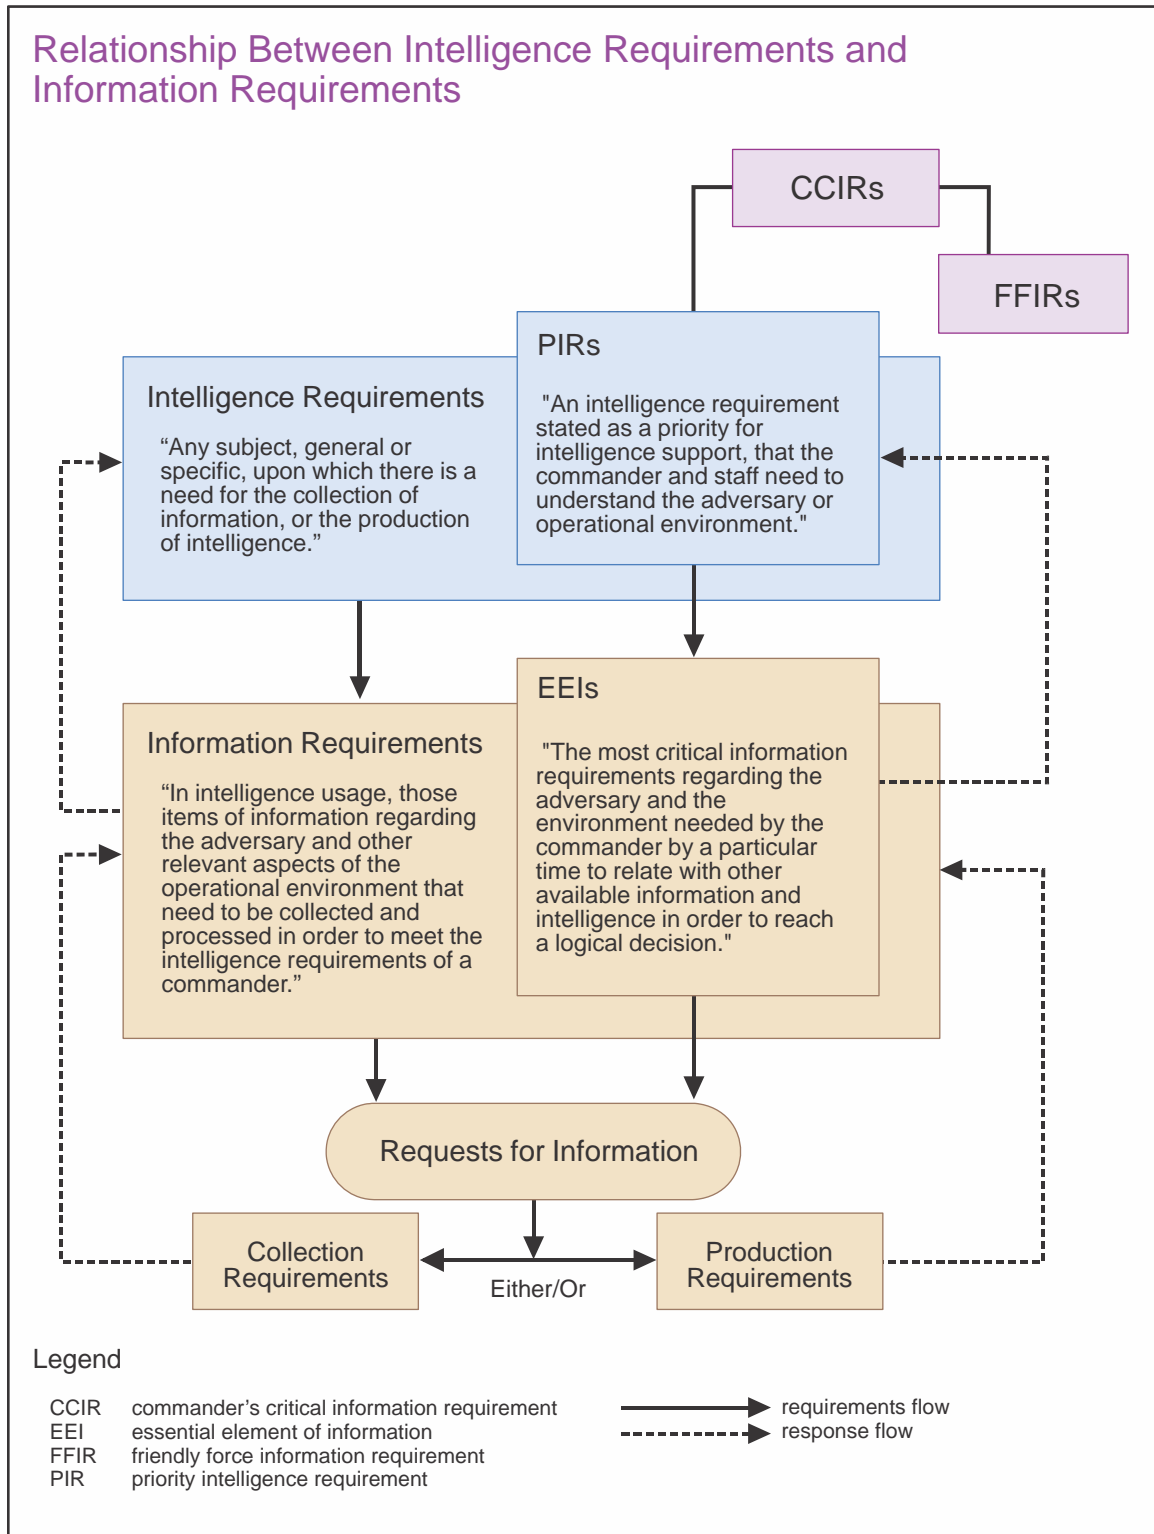 Relationship Between Intelligence Requirements and
Information Requirements
CCIRs
FFIRs
PIRs
"An intelligence requirement
stated as a priority for
intelligence support, that the
commander and staff need to
understand the adversary or
operational environment."
Intelligence Requirements
“Any subject, general or
specific, upon which there is a
need for the collection of
information, or the production
of intelligence.”
EEIs
"The most critical information
requirements regarding the
adversary and the
environment needed by the
commander by a particular
time to relate with other
available information and
intelligence in order to reach
a logical decision."
Information Requirements
“In intelligence usage, those
items of information regarding
the adversary and other
relevant aspects of the
operational environment that
need to be collected and
processed in order to meet the
intelligence requirements of a
commander.”
Requests for Information
Collection
Requirements
Either/Or
Production
Requirements
Legend
CCIR commander’s critical information requirement
EEI essential element of information
FFIR friendly force information requirement
PIR priority intelligence requirement
requirements flow
response flow